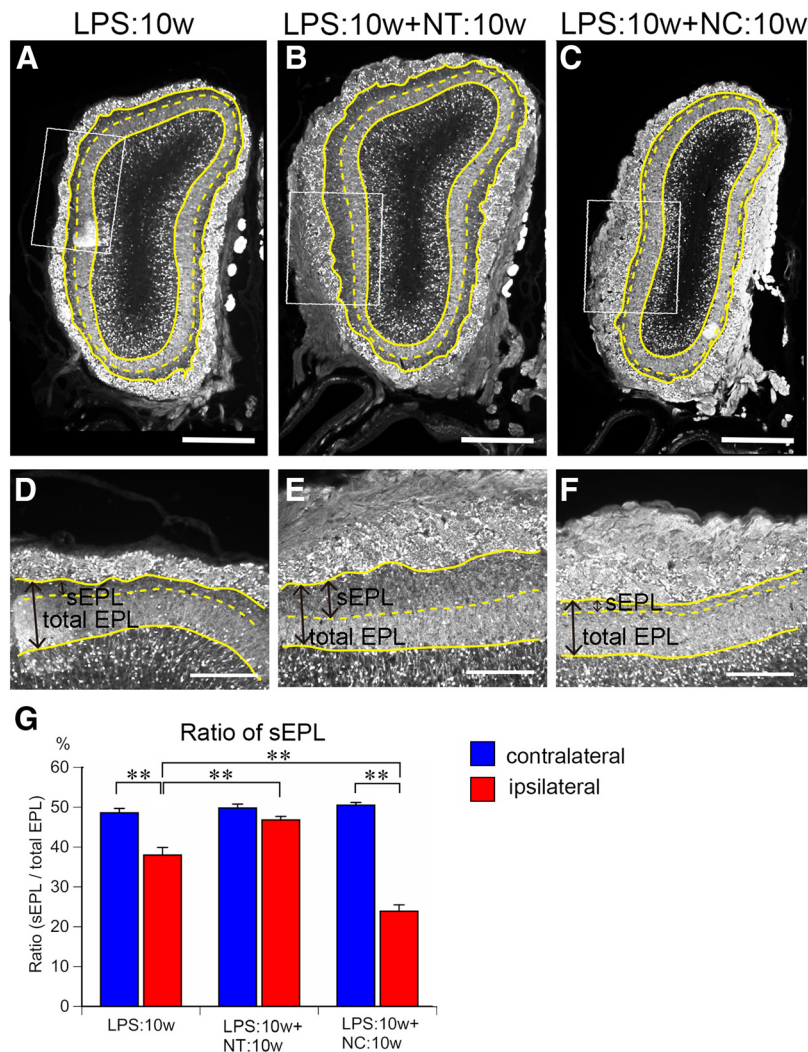 LPS:10w LPS:10w+NT:10w LPS:10w+NC:10w
A B C
D E F
sEPL sEPL sEPL
total EPL total EPL total EPL
G
Ratio of sEPL
%
Ratio (sEPL / total EPL)
60
50
40
30
20
10
0
** ** ** **
contralateral
ipsilateral
LPS:10w LPS:10w+ LPS:10w+
NT:10w NC:10w